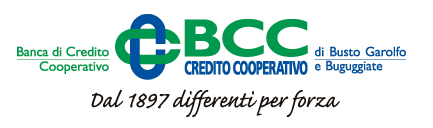 Banca di Credito
Cooperativo
BCC
CREDITO COOPERATIVO
di Busto Garolfo
e Buguggiate
Dal 1897 differenti per forza